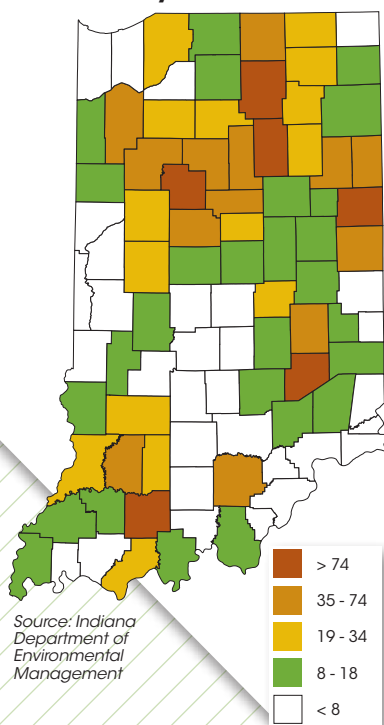 Source: Indiana
Department of
Environmental
Management
> 74
35 - 74
19 - 34
8 - 18
< 8